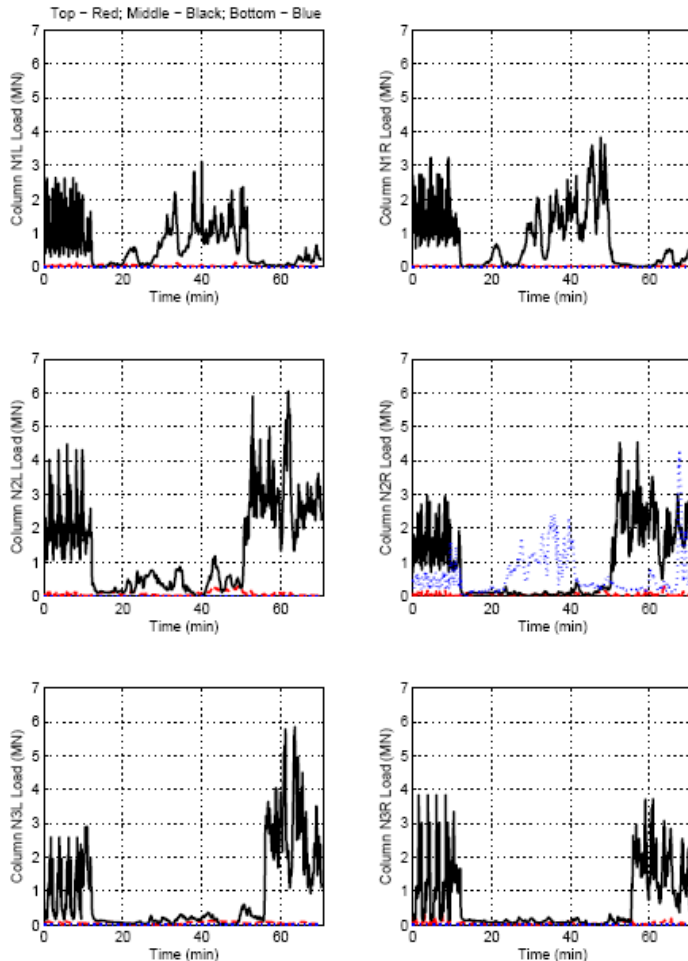 Top − Red; Middle − Black; Bottom − Blue
Column N1L Load (MN)
7
6
5
4
3
2
1
0
0 20 40 60
Time (min)
Column N1R Load (MN)
7
6
5
4
3
2
1
0
0 20 40 60
Time (min)
Column N2L Load (MN)
7
6
5
4
3
2
1
0
0 20 40 60
Time (min)
Column N2R Load (MN)
7
6
5
4
3
2
1
0
0 20 40 60
Time (min)
Column N3L Load (MN)
7
6
5
4
3
2
1
0
0 20 40 60
Time (min)
Column N3R Load (MN)
7
6
5
4
3
2
1
0
0 20 40 60
Time (min)